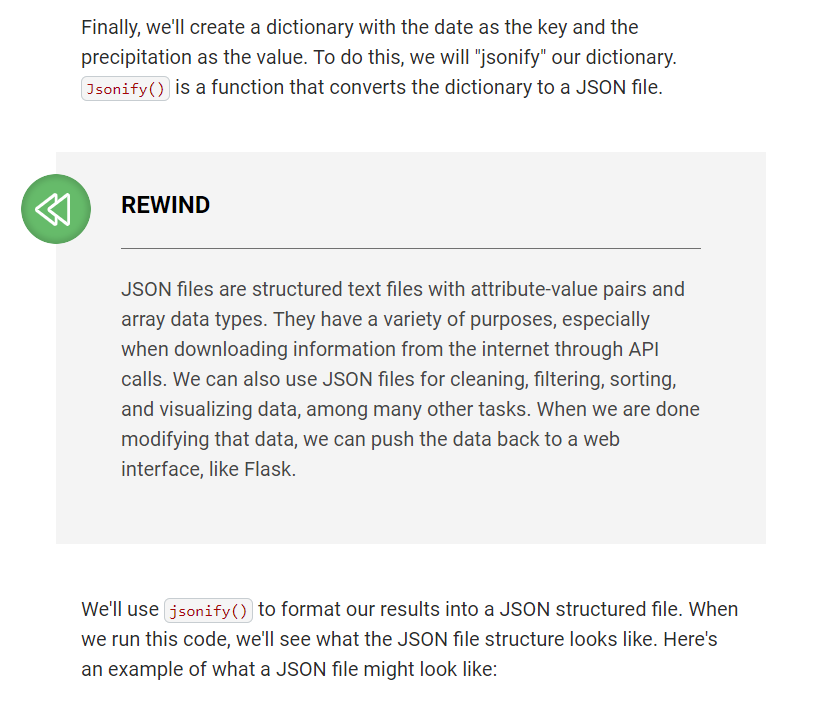 Finally, we'll create a dictionary with the date as the key and the
precipitation as the value. To do this, we will "jsonify" our dictionary.
Jsonify() is a function that converts the dictionary to a JSON file.
REWIND
JSON files are structured text files with attribute-value pairs and
array data types. They have a variety of purposes, especially
when downloading information from the internet through API
calls. We can also use JSON files for cleaning, filtering, sorting,
and visualizing data, among many other tasks. When we are done
modifying that data, we can push the data back to a web
interface, like Flask.
We'll use jsonify() to format our results into a JSON structured file. When
we run this code, we'll see what the JSON file structure looks like. Here's
an example of what a JSON file might look like: